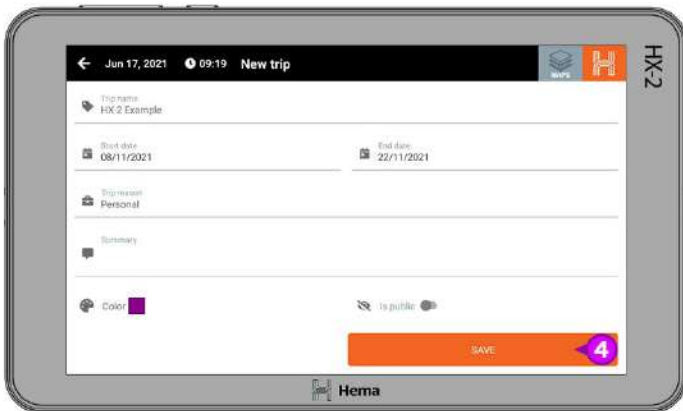 Jun 17, 2021 09:19 New trip
MAPS
HX-2
Trip name
HX-2 Example
Start date
08/11/2021
End date
22/11/2021
Trip reason
Personal
Summary
Color
Is public
SAVE
4
Hema